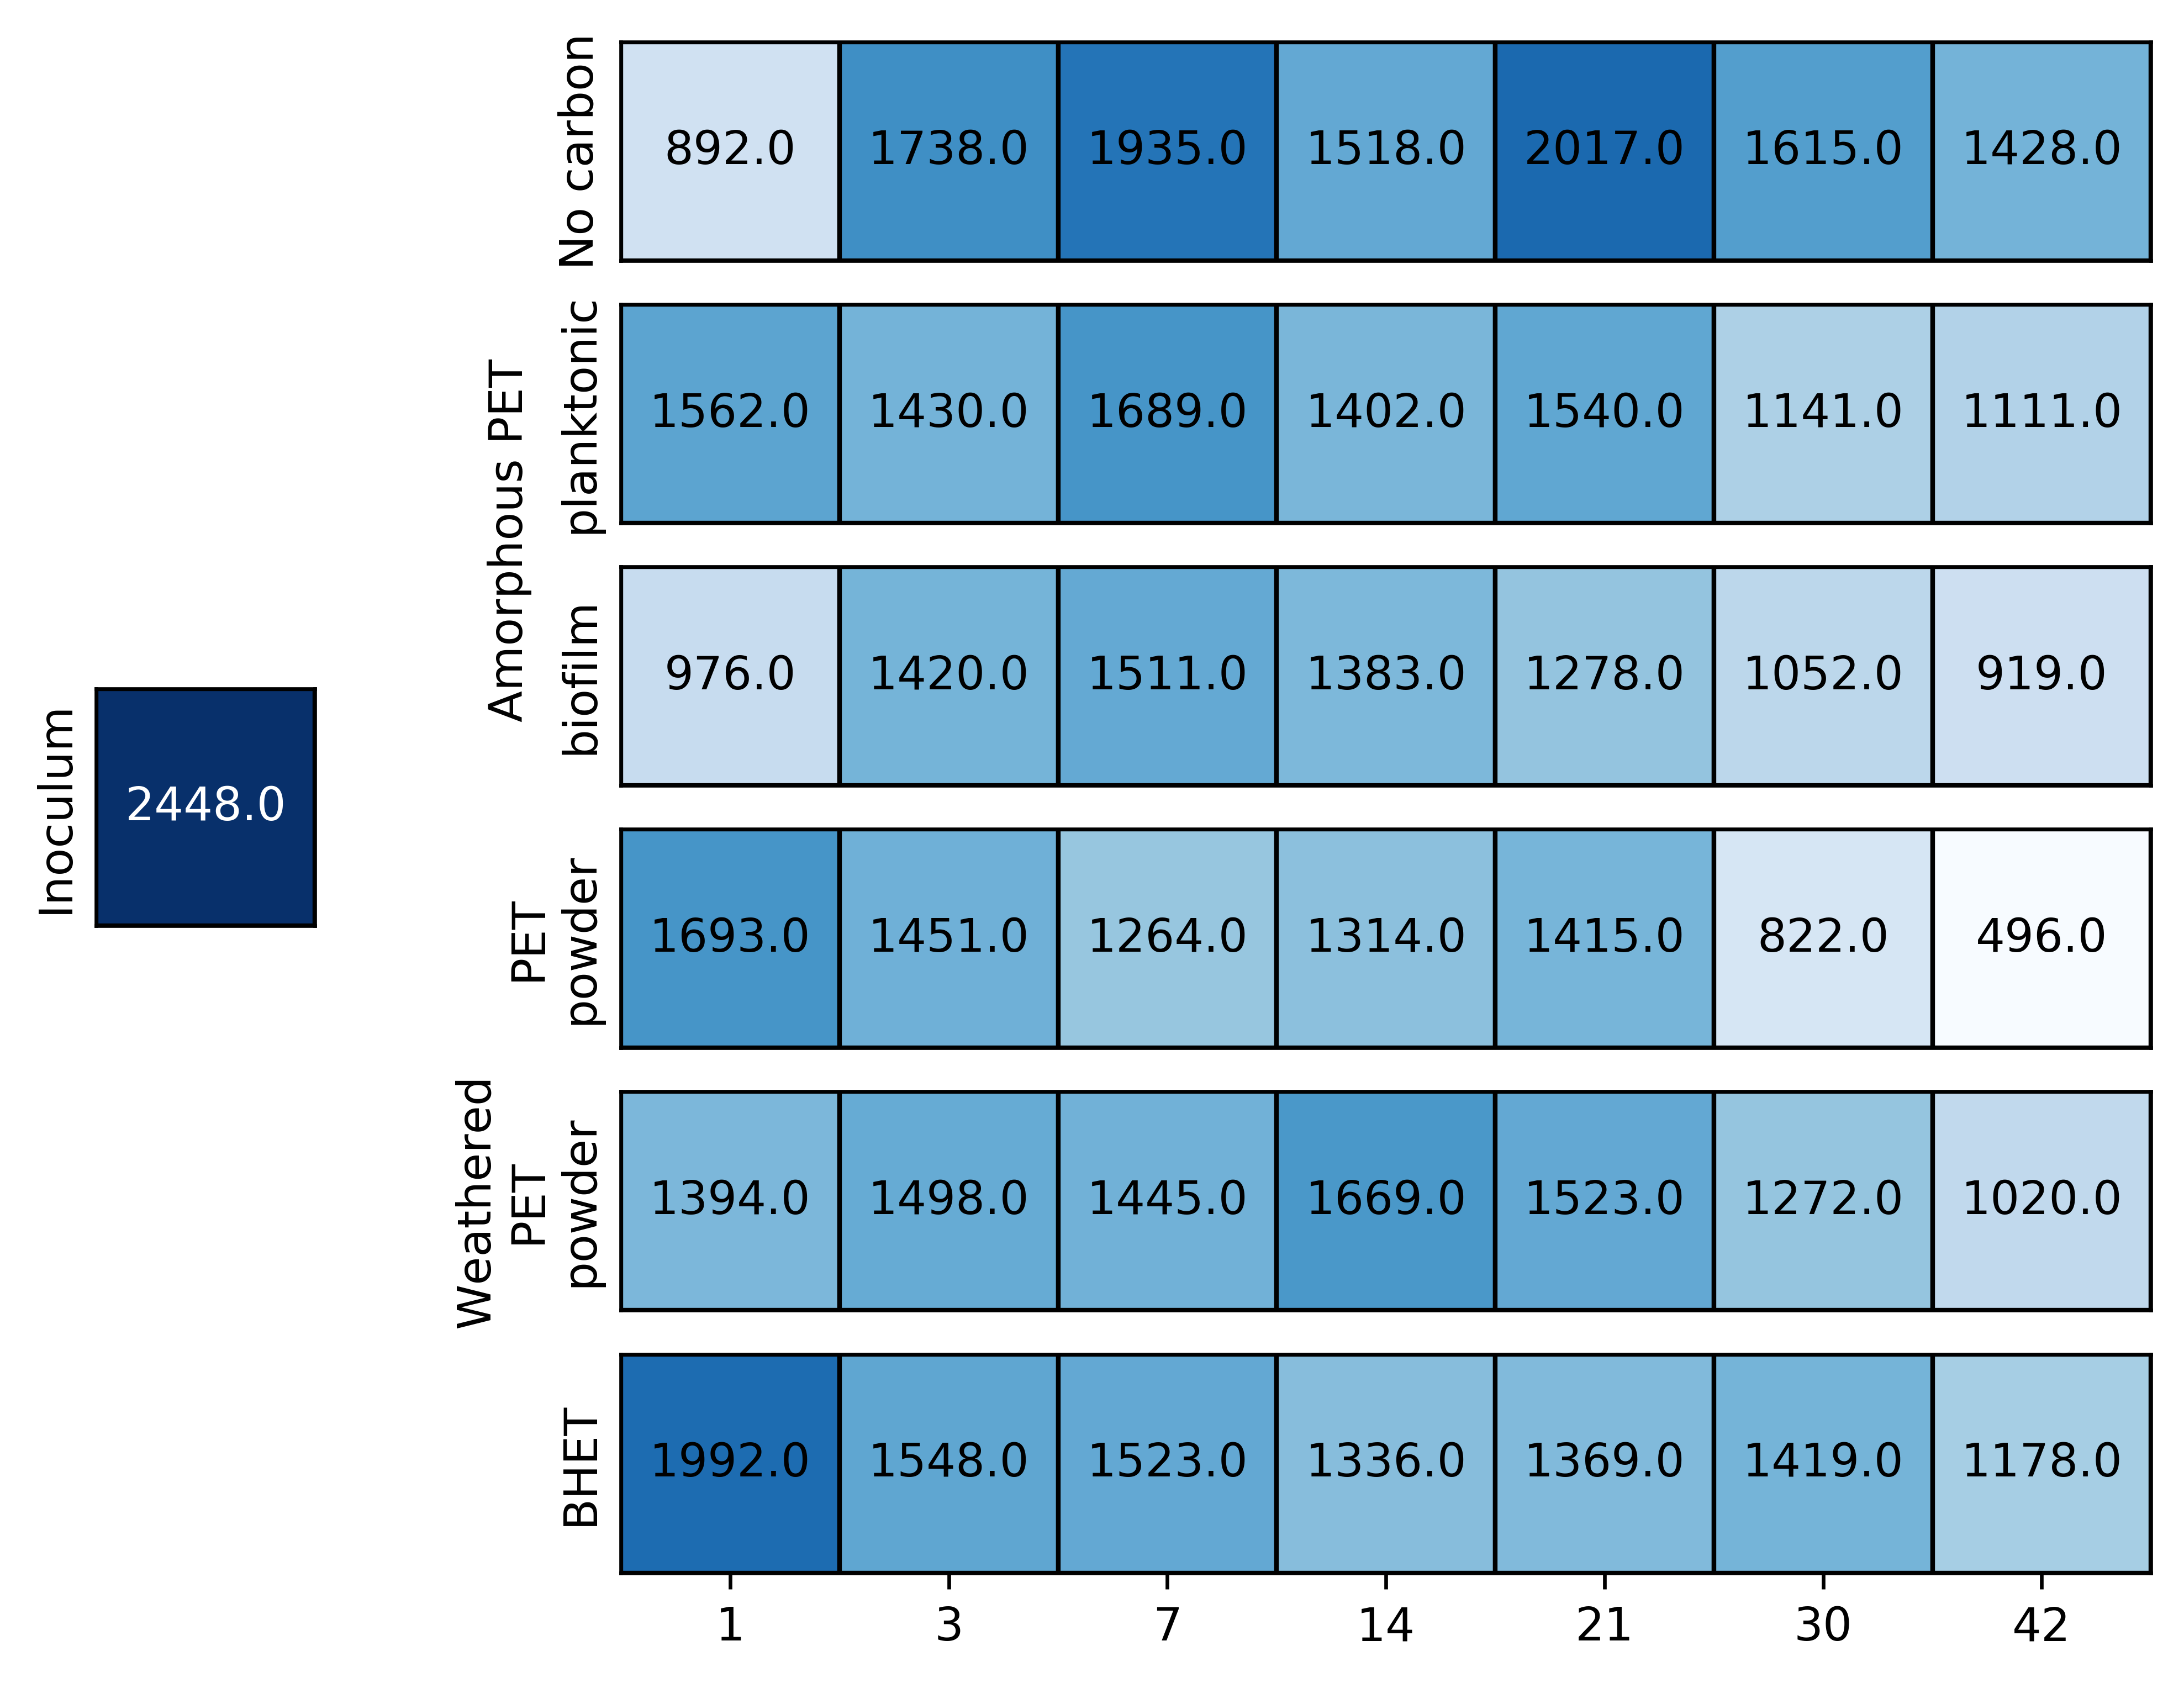 Inoculum
2448.0
No carbon
892.0 1738.0 1935.0 1518.0 2017.0 1615.0 1428.0
Amorphous PET
planktonic
1562.0 1430.0 1689.0 1402.0 1540.0 1141.0 1111.0
biofilm
976.0 1420.0 1511.0 1383.0 1278.0 1052.0 919.0
PET
powder
1693.0 1451.0 1264.0 1314.0 1415.0 822.0 496.0
Weathered
PET
powder
1394.0 1498.0 1445.0 1669.0 1523.0 1272.0 1020.0
BHET
1992.0 1548.0 1523.0 1336.0 1369.0 1419.0 1178.0
1 3 7 14 21 30 42